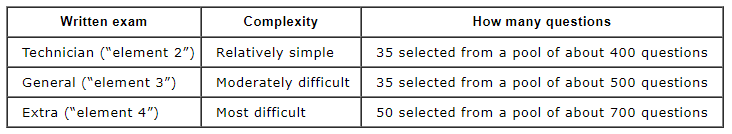 Written exam Complexity How many questions
Technician (“element 2”) Relatively simple 35 selected from a pool of about 400 questions
General (“element 3”) Moderately difficult 35 selected from a pool of about 500 questions
Extra (“element 4”) Most difficult 50 selected from a pool of about 700 questions